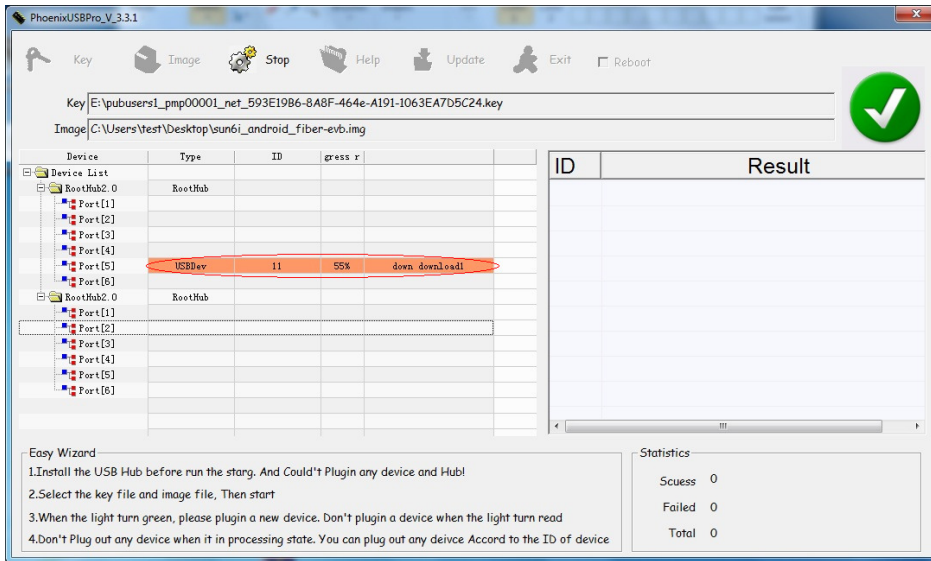 PhoenixUSBPro_V_3.3.1
Key Image Stop Help Update Exit Reboot
Key E:\pubusers1_pmp00001_net_593E19B6-8A8F-464e-A191-1063EA7D5C24.key
Image C:\Users\test\Desktop\sun6i_android_fiber-evb.img
Device Type ID gress r
Device List
RootHub2.0 RootHub
Port[1]
Port[2]
Port[3]
Port[4]
Port[5] USBDev 11 55% down download1
Port[6]
RootHub2.0 RootHub
Port[1]
Port[2]
Port[3]
Port[4]
Port[5]
Port[6]
ID Result
Easy Wizard
1.Install the USB Hub before run the starg. And Could't Plugin any device and Hub!
2.Select the key file and image file, Then start
3.When the light turn green, please plugin a new device. Don't plugin a device when the light turn read
4.Don't Plug out any device when it in processing state. You can plug out any deivce Accord to the ID of device
Statistics
Scuess 0
Failed 0
Total 0